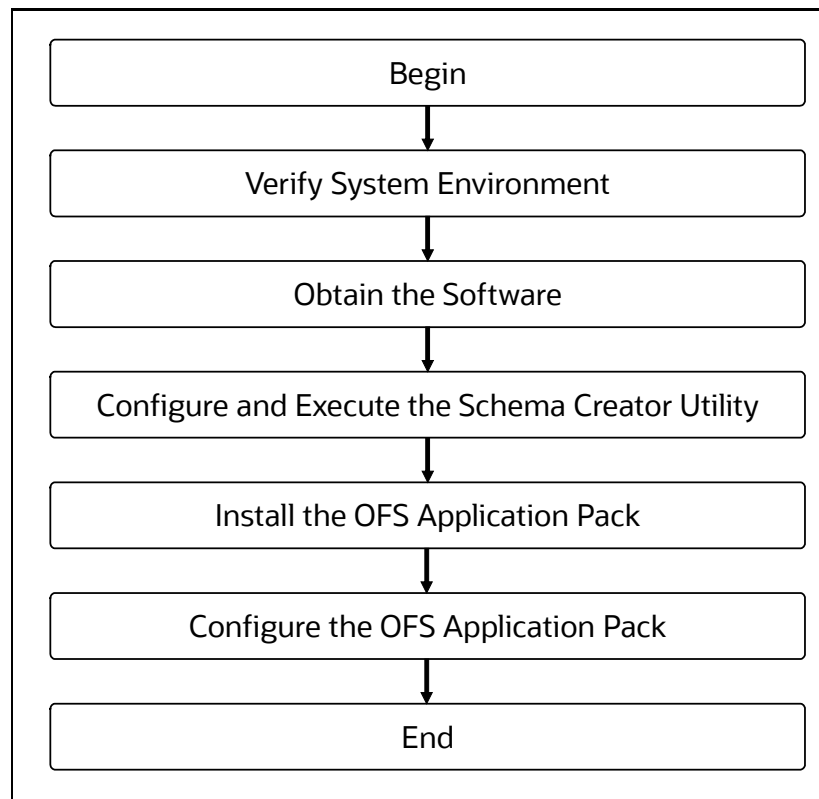 Begin
Verify System Environment
Obtain the Software
Configure and Execute the Schema Creator Utility
Install the OFS Application Pack
Configure the OFS Application Pack
End